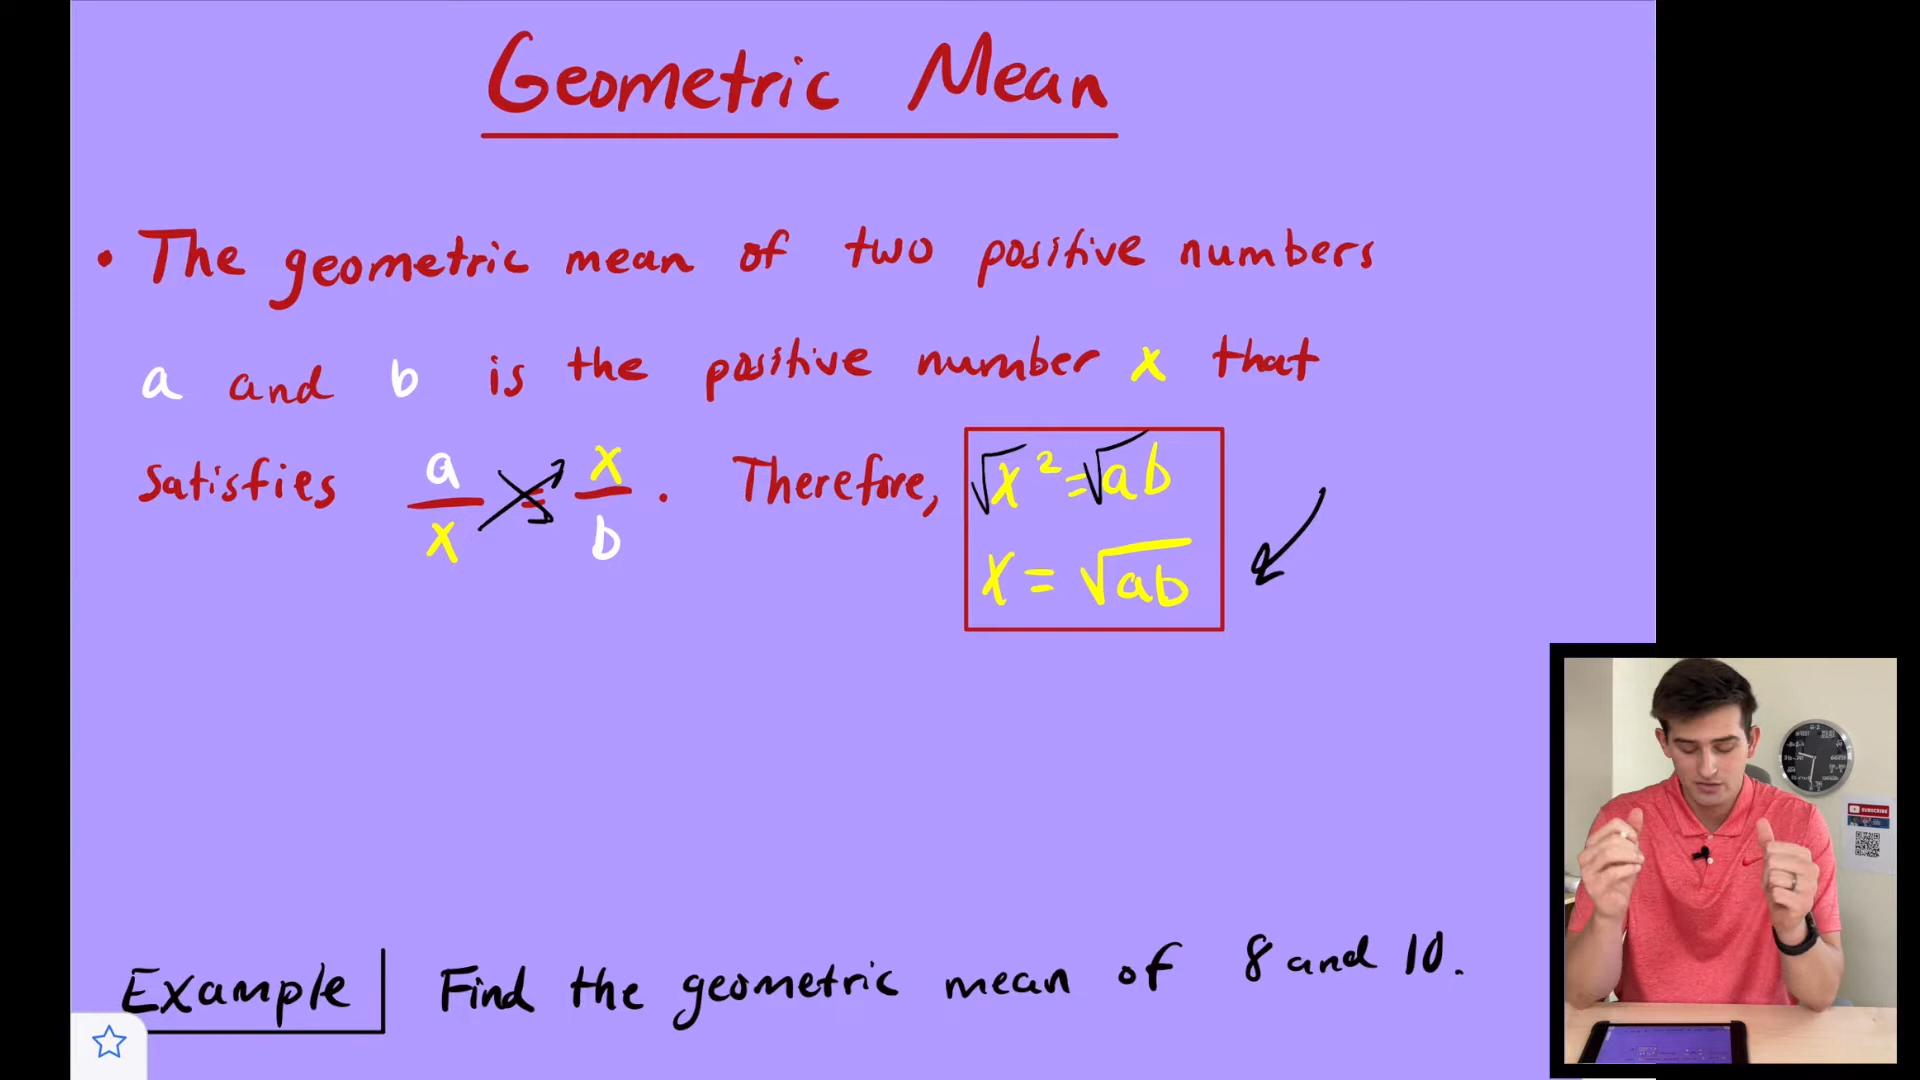 Geometric Mean
• The geometric mean of two positive numbers
a and b is the positive number x that
satisfies a/x = x/b. Therefore, √x² = √ab
x = √ab
SUBSCRIBE
Example Find the geometric mean of 8 and 10.